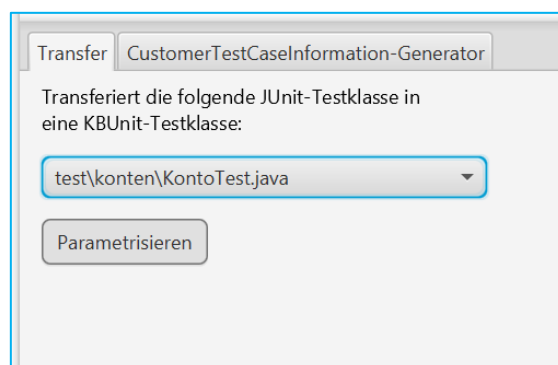 Transfer CustomerTestCaseInformation-Generator
Transferiert die folgende JUnit-Testklasse in
eine KBUnit-Testklasse:
test\konten\KontoTest.java
Parametrisieren